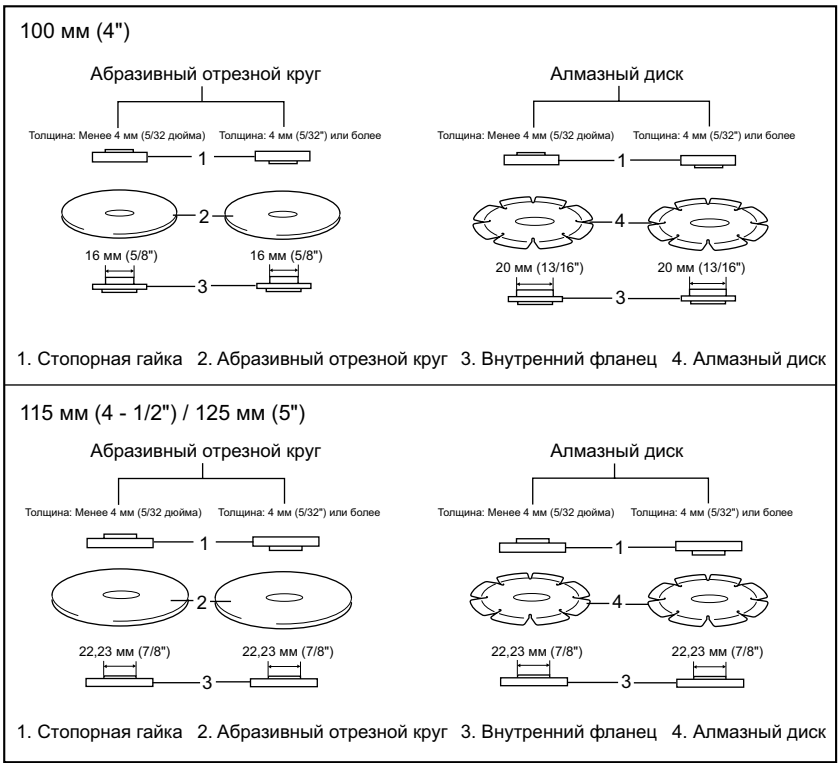 100 мм (4")
Абразивный отрезной круг
Алмазный диск
Толщина: Менее 4 мм (5/32 дюйма) Толщина: 4 мм (5/32") или более
Толщина: Менее 4 мм (5/32 дюйма) Толщина: 4 мм (5/32") или более
1
1
2
4
16 мм (5/8") 16 мм (5/8")
20 мм (13/16") 20 мм (13/16")
3
3
1. Стопорная гайка 2. Абразивный отрезной круг 3. Внутренний фланец 4. Алмазный диск
115 мм (4 - 1/2") / 125 мм (5")
Абразивный отрезной круг
Алмазный диск
Толщина: Менее 4 мм (5/32 дюйма) Толщина: 4 мм (5/32") или более
Толщина: Менее 4 мм (5/32 дюйма) Толщина: 4 мм (5/32") или более
1
1
2
4
22,23 мм (7/8") 22,23 мм (7/8")
22,23 мм (7/8") 22,23 мм (7/8")
3
3
1. Стопорная гайка 2. Абразивный отрезной круг 3. Внутренний фланец 4. Алмазный диск